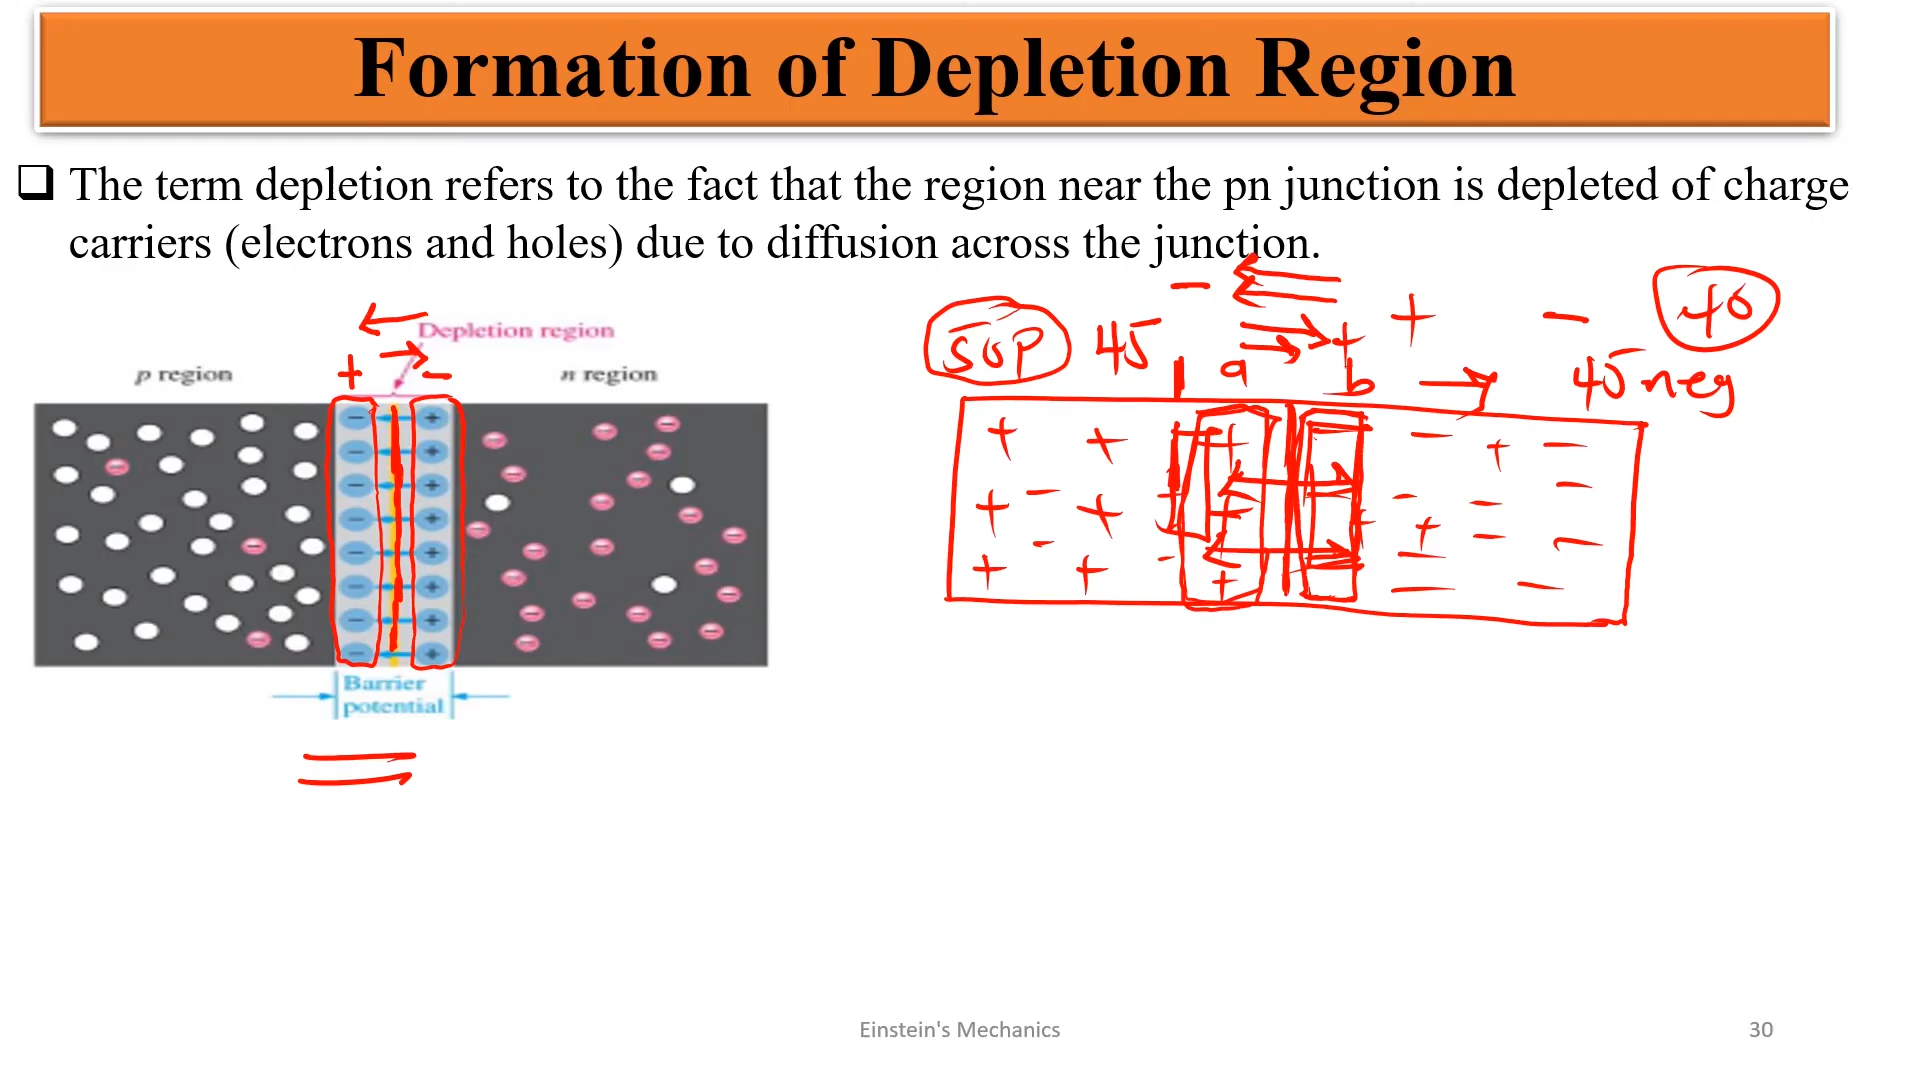 Formation of Depletion Region
❑ The term depletion refers to the fact that the region near the pn junction is depleted of charge
carriers (electrons and holes) due to diffusion across the junction.
Depletion region
p region
n region
+ -
Barrier
potential
50p 45 - + + - 40
a b 45 neg
Einstein's Mechanics
30